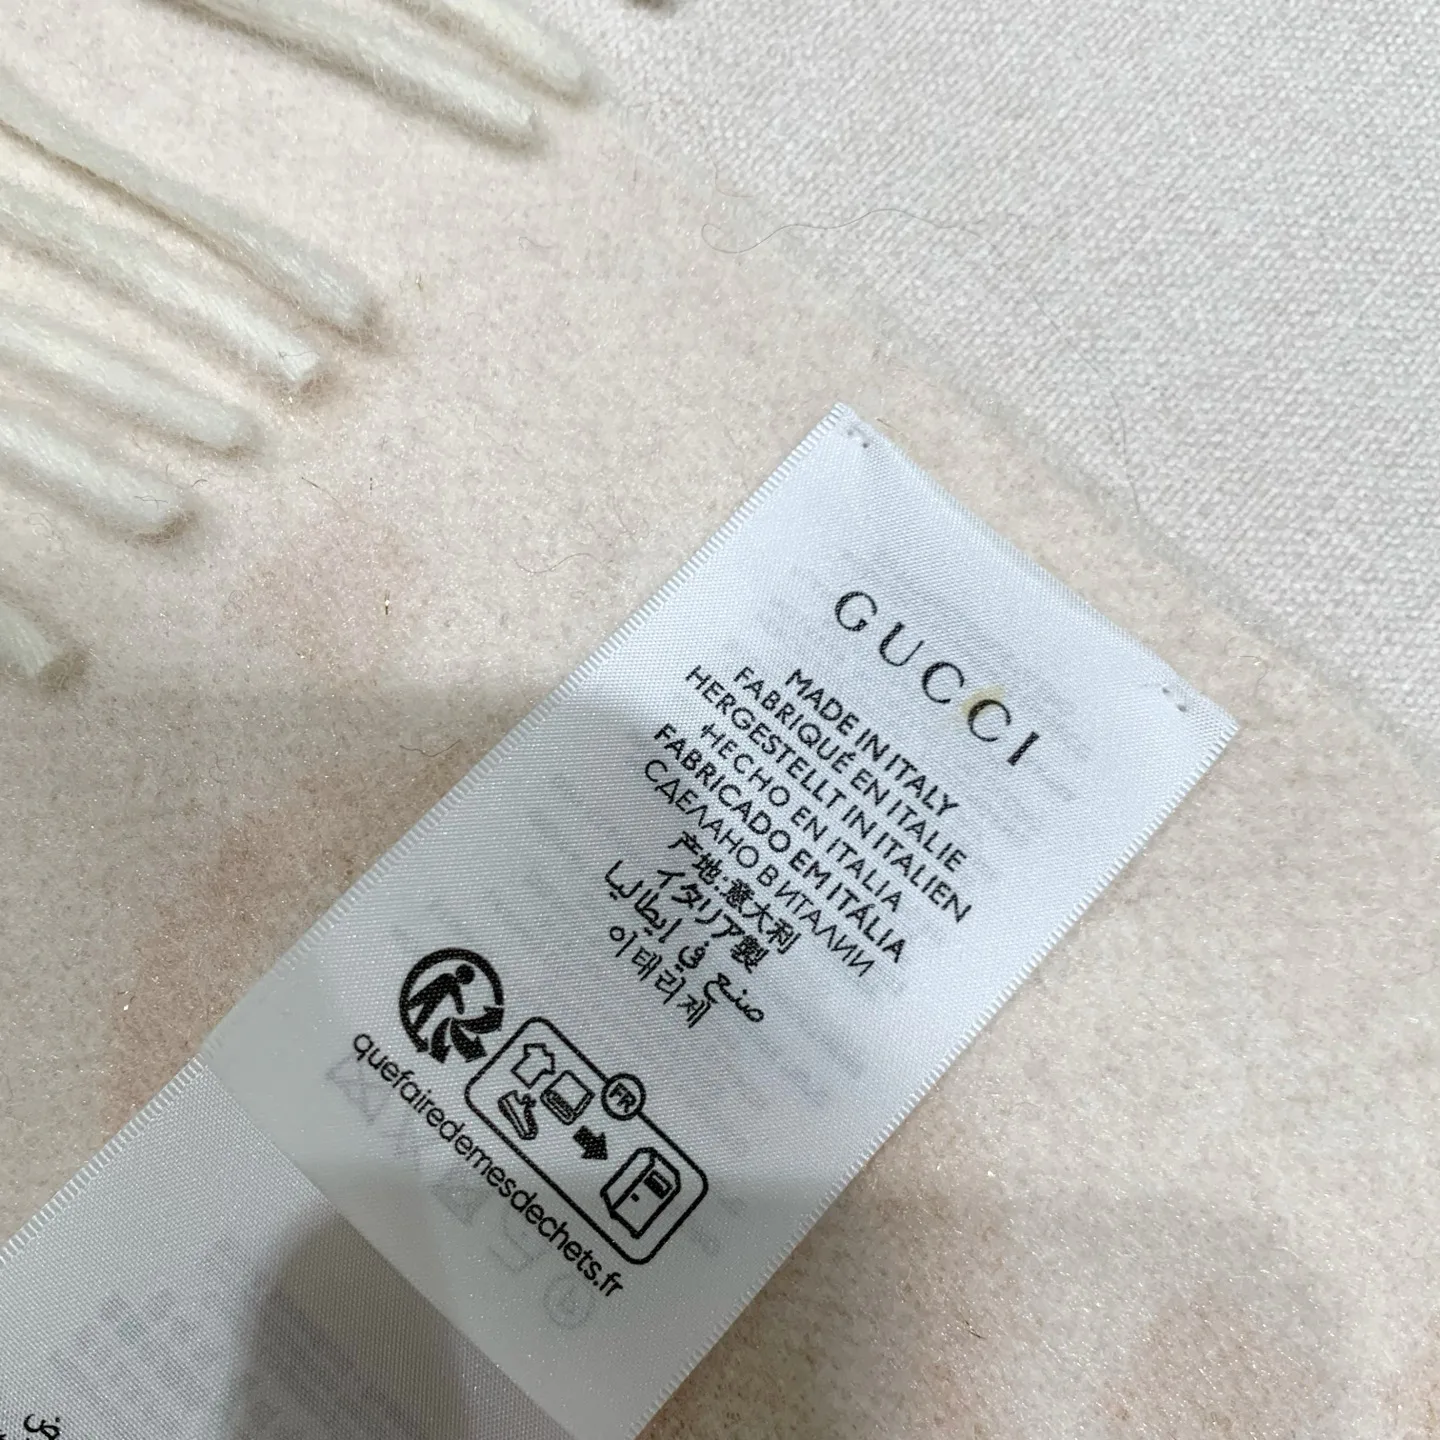 GUCCI
MADE IN ITALY
FABRIQUÉ EN ITALIE
HERGESTELLT IN ITALIEN
HECHO EN ITALIA
FABRICADO EM ITÁLIA
СДЕЛАНО В ИТАЛИИ
产地:意大利
イタリア製
صنع في إيطاليا
이태리제
FR
quefairedemesdechets.fr